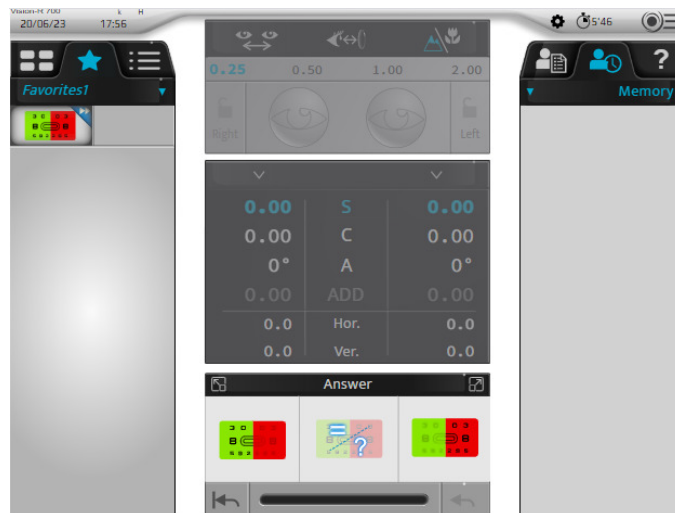 Vision-R 700
20/06/23 17:56
5'46
Favorites1
Memory
?
0.25 0.50 1.00 2.00
Right Left
0.00 S 0.00
0.00 C 0.00
0° A 0°
0.00 ADD 0.00
0.0 Hor. 0.0
0.0 Ver. 0.0
Answer
?